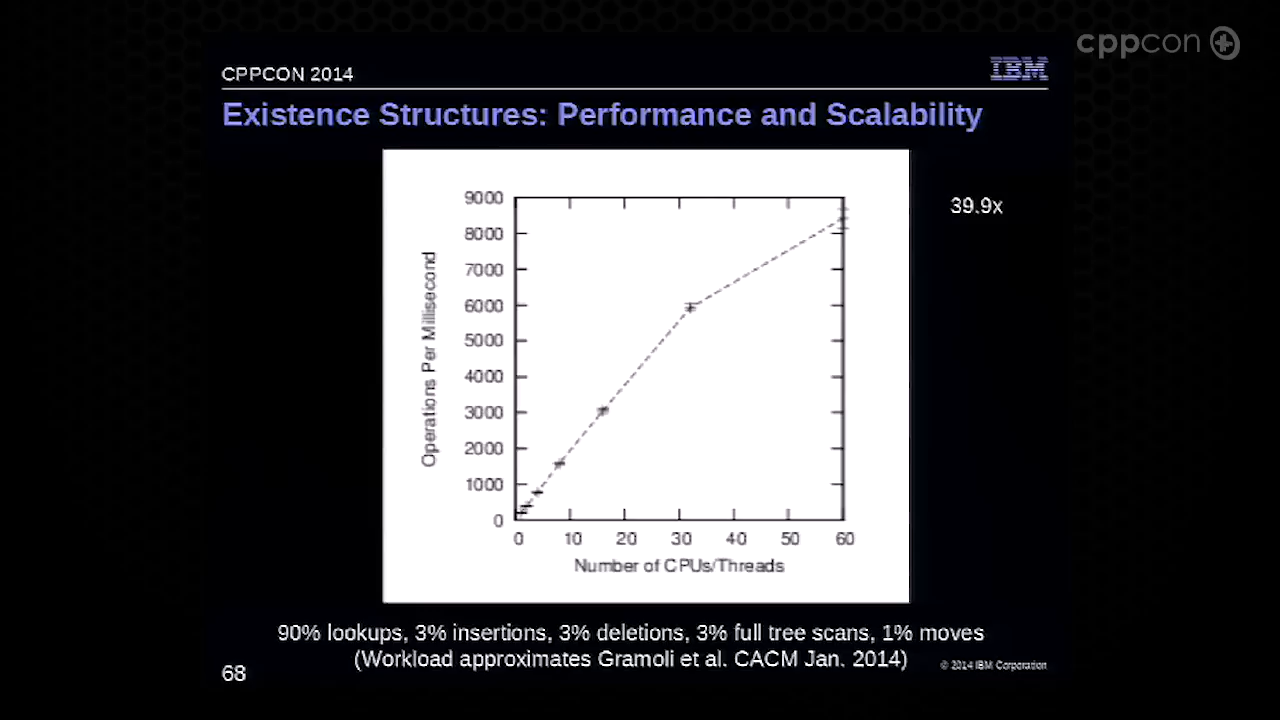 cppcon
CPPCON 2014
IBM
Existence Structures: Performance and Scalability
39.9x
9000
8000
7000
6000
5000
4000
3000
2000
1000
0
Operations Per Millisecond
0 10 20 30 40 50 60
Number of CPUs/Threads
90% lookups, 3% insertions, 3% deletions, 3% full tree scans, 1% moves
(Workload approximates Gramoli et al. CACM Jan. 2014)
© 2014 IBM Corporation
68